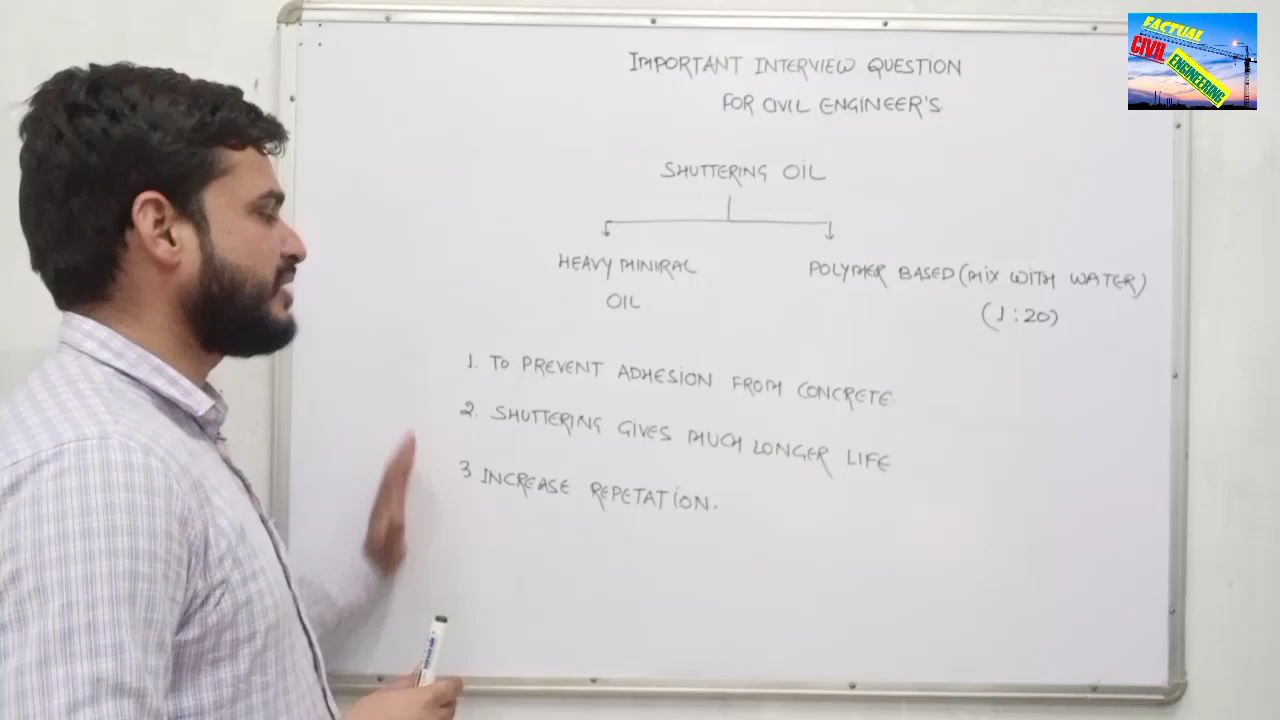 FACTUAL
CIVIL
ENGINEERING
IMPORTANT INTERVIEW QUESTION
FOR CIVIL ENGINEER'S
SHUTTERING OIL
HEAVY MINIRAL
OIL
POLYMER BASED (MIX WITH WATER)
(1:20)
1. TO PREVENT ADHESION FROM CONCRETE.
2. SHUTTERING GIVES MUCH LONGER LIFE
3 INCREASE REPETATION.